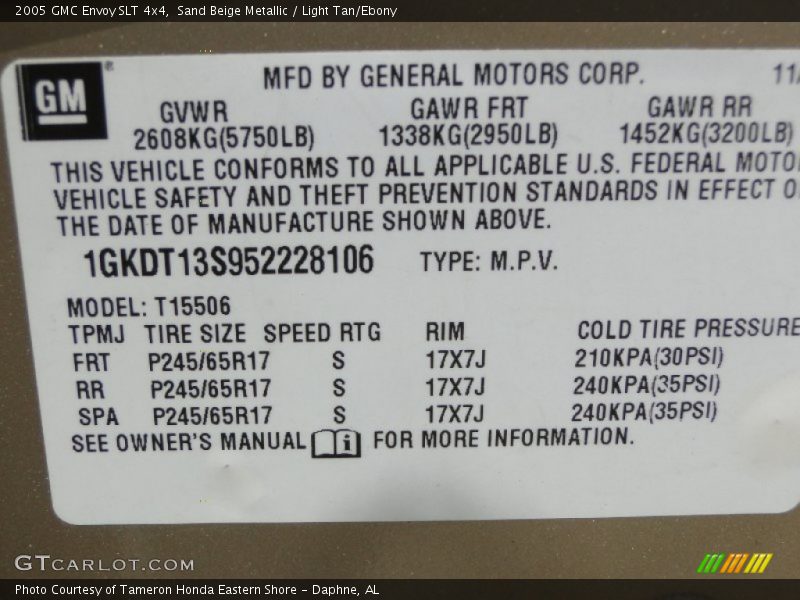 2005 GMC Envoy SLT 4x4, Sand Beige Metallic / Light Tan/Ebony
GM®
MFD BY GENERAL MOTORS CORP. 11/
GVWR GAWR FRT GAWR RR
2608KG(5750LB) 1338KG(2950LB) 1452KG(3200LB)
THIS VEHICLE CONFORMS TO ALL APPLICABLE U.S. FEDERAL MOTO
VEHICLE SAFETY AND THEFT PREVENTION STANDARDS IN EFFECT O
THE DATE OF MANUFACTURE SHOWN ABOVE.
1GKDT13S952228106 TYPE: M.P.V.
MODEL: T15506
TPMJ TIRE SIZE SPEED RTG RIM COLD TIRE PRESSURE
FRT P245/65R17 S 17X7J 210KPA(30PSI)
RR P245/65R17 S 17X7J 240KPA(35PSI)
SPA P245/65R17 S 17X7J 240KPA(35PSI)
SEE OWNER'S MANUAL i FOR MORE INFORMATION.
GTCARLOT.COM
Photo Courtesy of Tameron Honda Eastern Shore - Daphne, AL